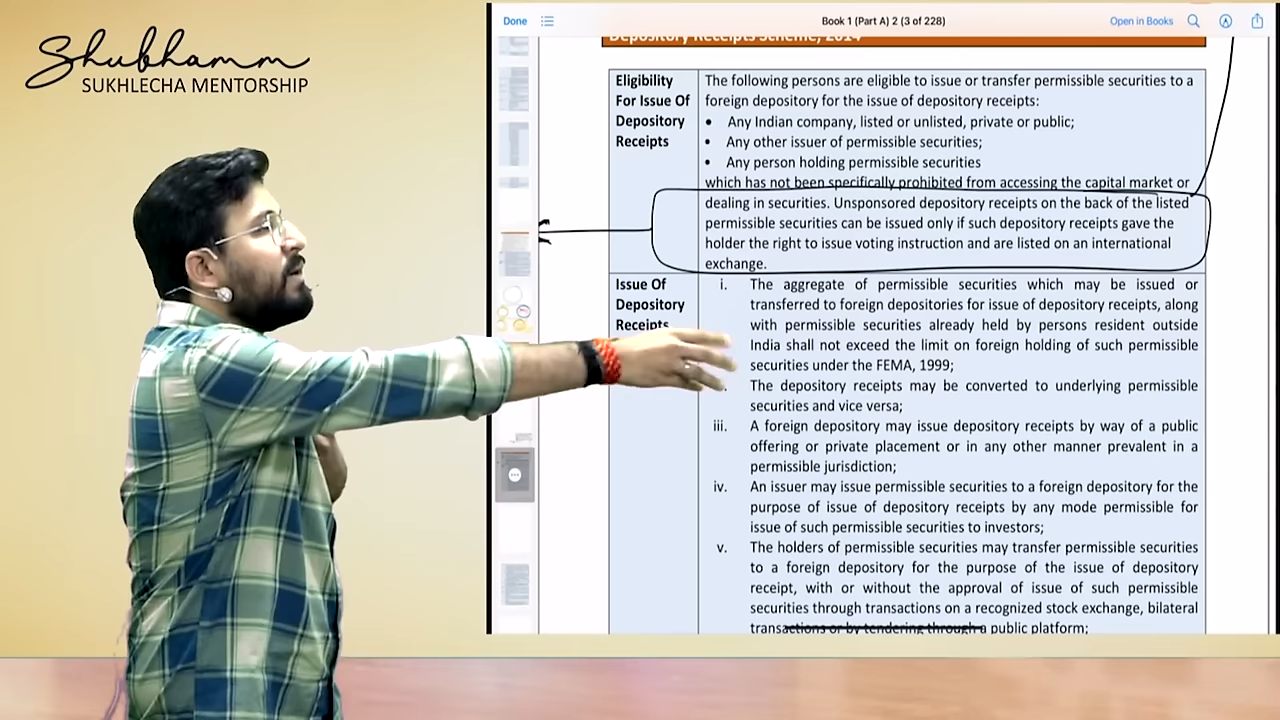 Shubhamm
SUKHLECHA MENTORSHIP
Done
Book 1 (Part A) 2 (3 of 228)
Open in Books
Depository Receipts Scheme, 2014
Eligibility
For Issue Of
Depository
Receipts
The following persons are eligible to issue or transfer permissible securities to a
foreign depository for the issue of depository receipts:
• Any Indian company, listed or unlisted, private or public;
• Any other issuer of permissible securities;
• Any person holding permissible securities
which has not been specifically prohibited from accessing the capital market or
dealing in securities. Unsponsored depository receipts on the back of the listed
permissible securities can be issued only if such depository receipts gave the
holder the right to issue voting instruction and are listed on an international
exchange.
Issue Of
Depository
Receipts
i. The aggregate of permissible securities which may be issued or
transferred to foreign depositories for issue of depository receipts, along
with permissible securities already held by persons resident outside
India shall not exceed the limit on foreign holding of such permissible
securities under the FEMA, 1999;
The depository receipts may be converted to underlying permissible
securities and vice versa;
iii. A foreign depository may issue depository receipts by way of a public
offering or private placement or in any other manner prevalent in a
permissible jurisdiction;
iv. An issuer may issue permissible securities to a foreign depository for the
purpose of issue of depository receipts by any mode permissible for
issue of such permissible securities to investors;
v. The holders of permissible securities may transfer permissible securities
to a foreign depository for the purpose of the issue of depository
receipt, with or without the approval of issue of such permissible
securities through transactions on a recognized stock exchange, bilateral
transactions or by tendering through a public platform;